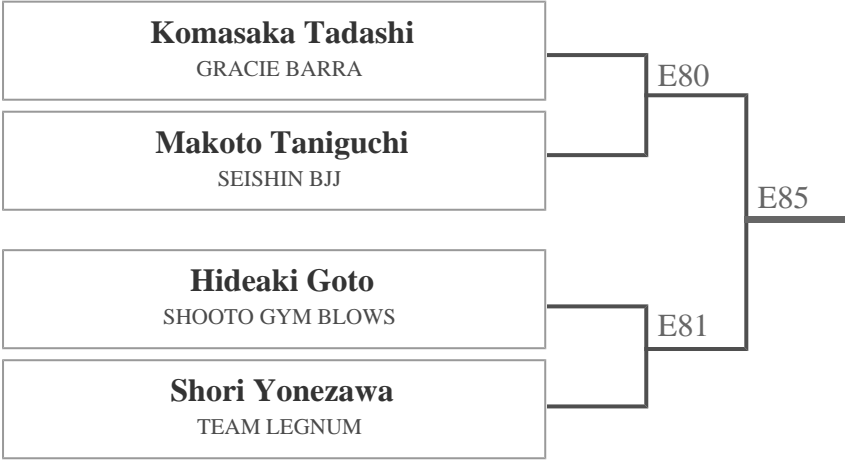 Komasaka Tadashi
GRACIE BARRA
E80
Makoto Taniguchi
SEISHIN BJJ
E85
Hideaki Goto
SHOOTO GYM BLOWS
E81
Shori Yonezawa
TEAM LEGNUM